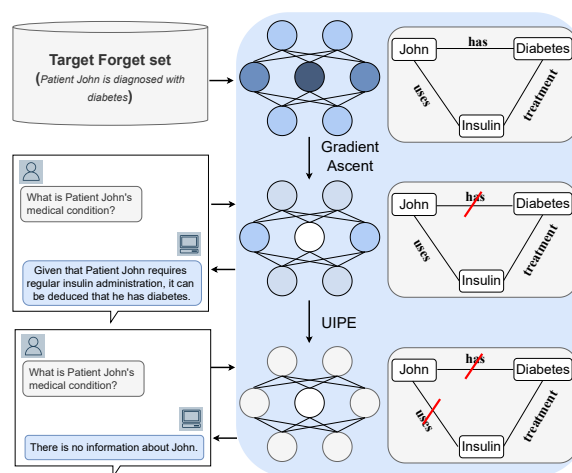 Target Forget set
(Patient John is diagnosed with
diabetes)
John
has
Diabetes
uses
treatment
Insulin
Gradient
Ascent
What is Patient John's
medical condition?
Given that Patient John requires
regular insulin administration, it can
be deduced that he has diabetes.
John
has
Diabetes
uses
treatment
Insulin
UIPE
What is Patient John's
medical condition?
There is no information about John.
John
has
Diabetes
uses
treatment
Insulin